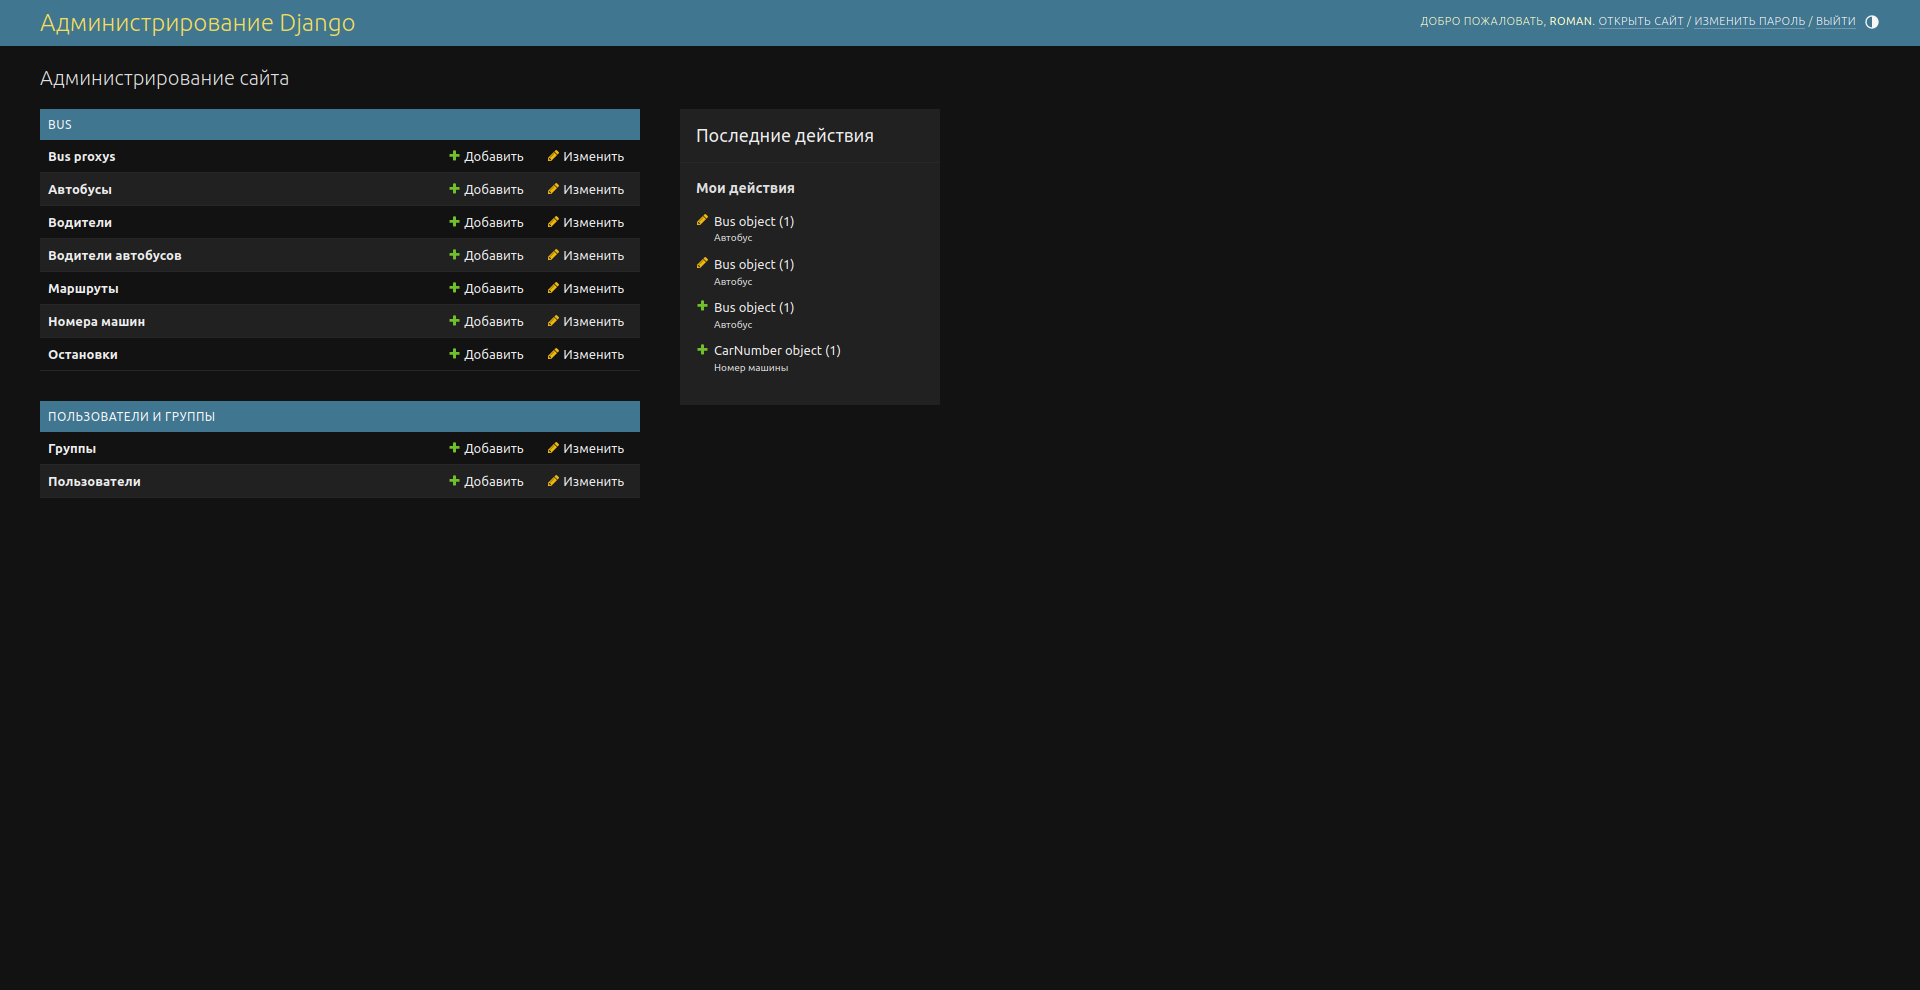 Администрирование Django
ДОБРО ПОЖАЛОВАТЬ, ROMAN. ОТКРЫТЬ САЙТ / ИЗМЕНИТЬ ПАРОЛЬ / ВЫЙТИ
Администрирование сайта
BUS
Bus proxys Добавить Изменить
Автобусы Добавить Изменить
Водители Добавить Изменить
Водители автобусов Добавить Изменить
Маршруты Добавить Изменить
Номера машин Добавить Изменить
Остановки Добавить Изменить
ПОЛЬЗОВАТЕЛИ И ГРУППЫ
Группы Добавить Изменить
Пользователи Добавить Изменить
Последние действия
Мои действия
Bus object (1)
Автобус
Bus object (1)
Автобус
Bus object (1)
Автобус
CarNumber object (1)
Номер машины